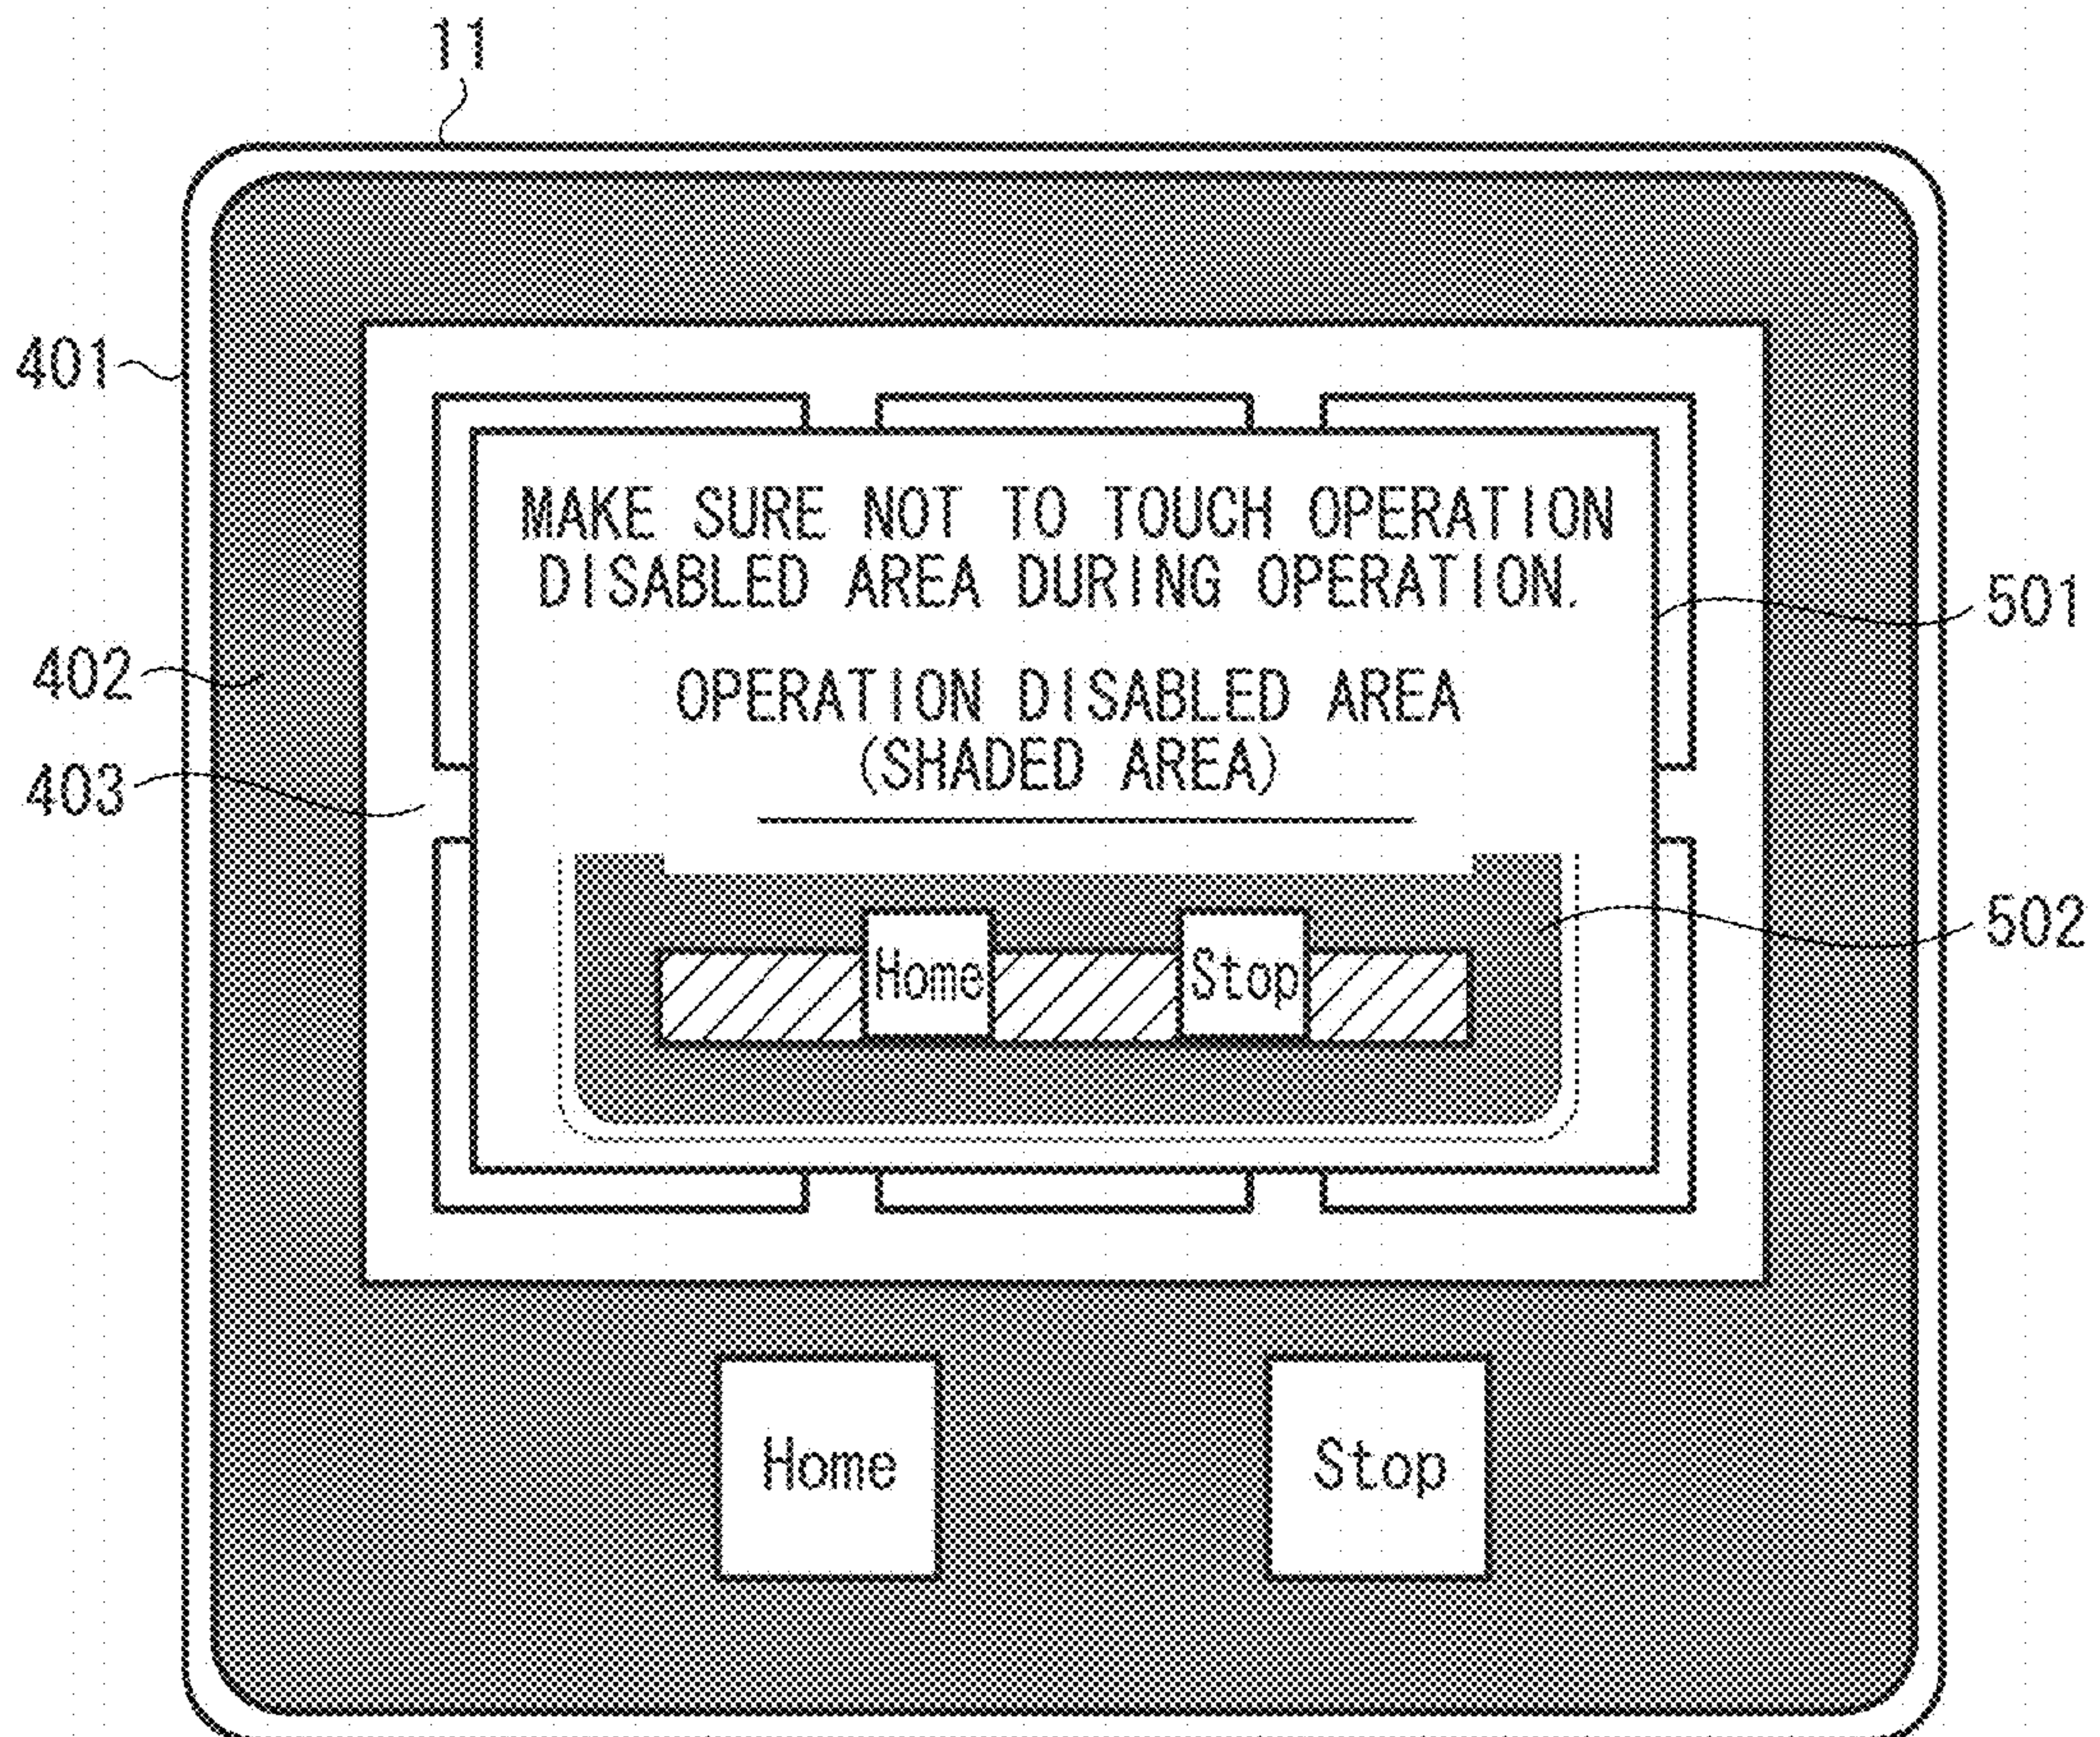 11
401
MAKE SURE NOT TO TOUCH OPERATION
DISABLED AREA DURING OPERATION.
501
402
OPERATION DISABLED AREA
(SHADED AREA)
403
502
Home Stop
Home Stop